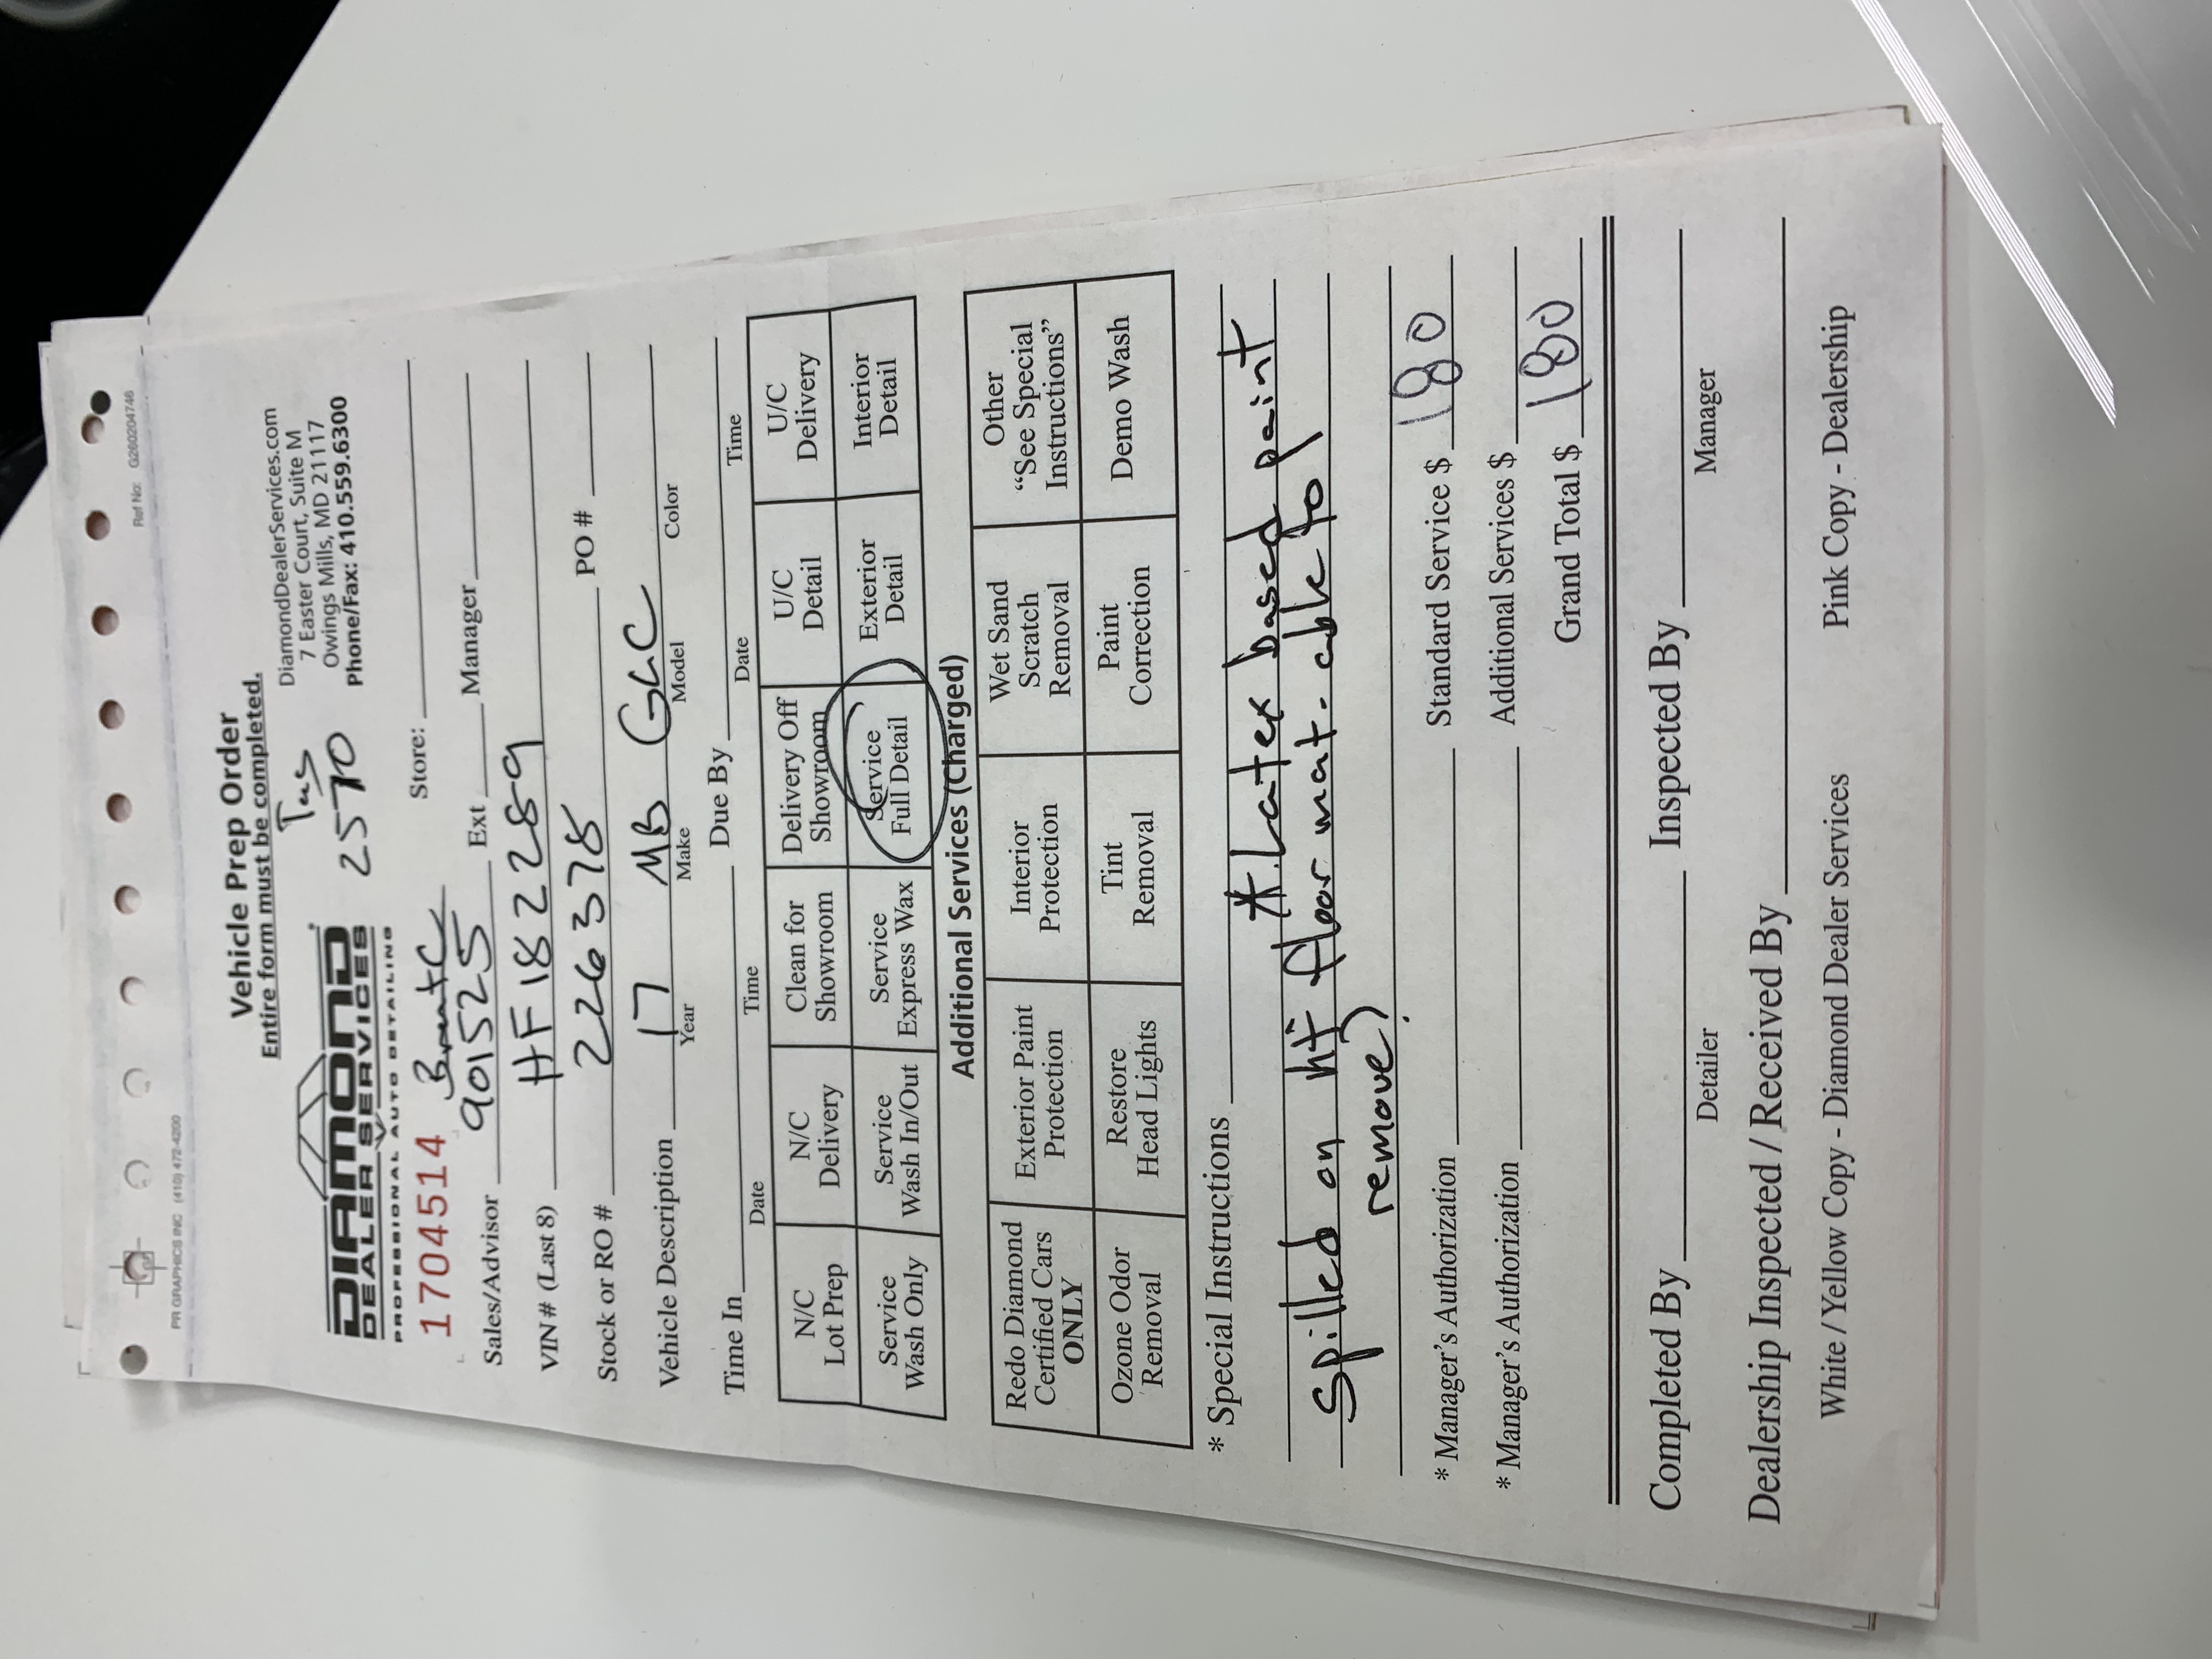 PR GRAPHICS INC (410) 472-4200
Ref No: G260204746
Vehicle Prep Order
Entire form must be completed.
DIAMOND
DEALER SERVICES
PROFESSIONAL AUTO DETAILING
2570
DiamondDealerServices.com
7 Easter Court, Suite M
Owings Mills, MD 21117
Phone/Fax: 410.559.6300
1704514
Store:
Brent C
Sales/Advisor 901525 Ext Manager
VIN# (Last 8) HF182289
Stock or RO # 226378 PO #
Vehicle Description 17 MB GLC
Year Make Model Color
Time In Due By
Date Time Date Time
N/C Lot Prep
N/C Delivery
Clean for Showroom
Delivery Off Showroom
U/C Detail
U/C Delivery
Service Wash Only
Service Wash In/Out
Service Express Wax
Service Full Detail
Exterior Detail
Interior Detail
Additional Services (Charged)
Redo Diamond Certified Cars ONLY
Exterior Paint Protection
Interior Protection
Wet Sand Scratch Removal
Other "See Special Instructions"
Ozone Odor Removal
Restore Head Lights
Tint Removal
Paint Correction
Demo Wash
* Special Instructions
* Latex based paint
Spilled on floor mat. able to
remove?
* Manager's Authorization Standard Service $ 180
* Manager's Authorization Additional Services $
Grand Total $ 180
Completed By Inspected By
Detailer Manager
Dealership Inspected / Received By
White / Yellow Copy - Diamond Dealer Services Pink Copy - Dealership